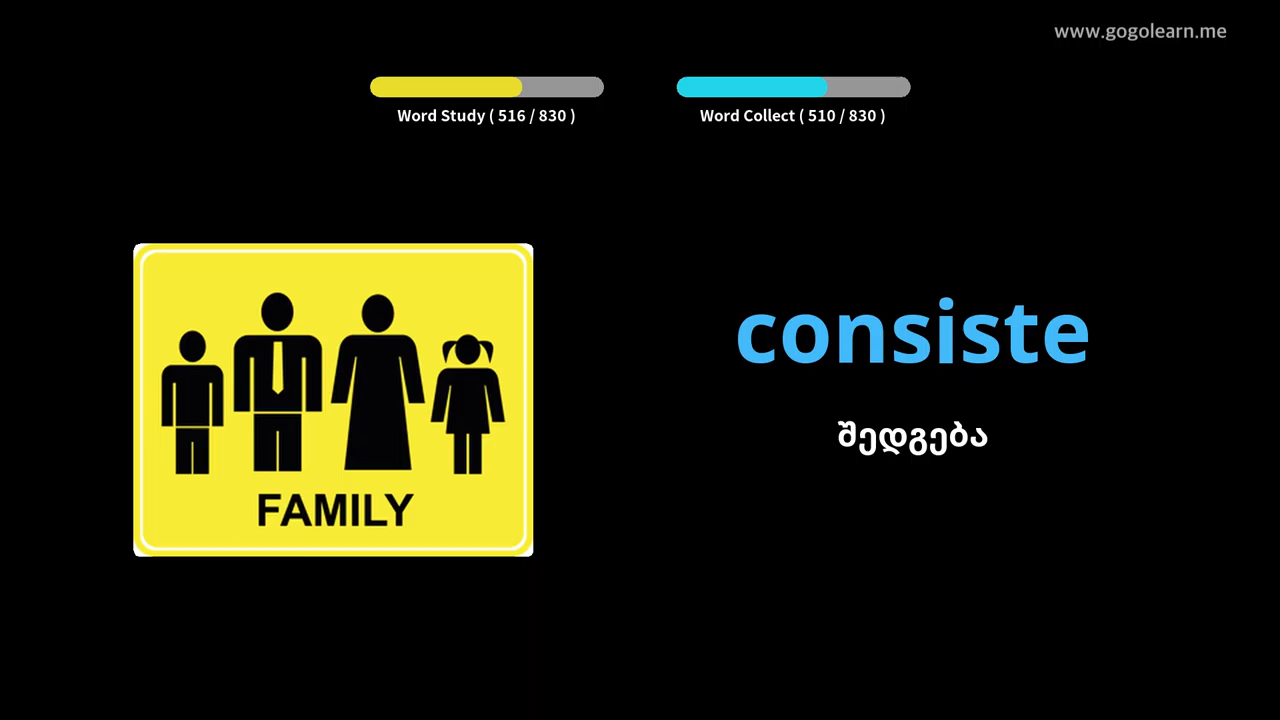 www.gogolearn.me
Word Study ( 516 / 830 )
Word Collect ( 510 / 830 )
consiste
შედგება
FAMILY